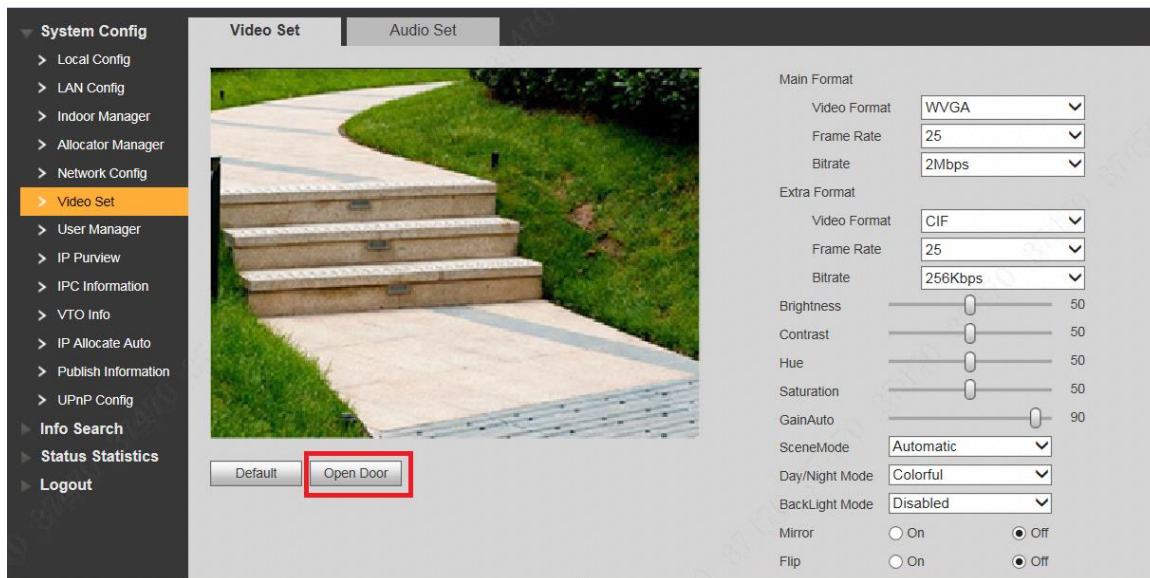 System Config
Local Config
LAN Config
Indoor Manager
Allocator Manager
Network Config
Video Set
User Manager
IP Purview
IPC Information
VTO Info
IP Allocate Auto
Publish Information
UPnP Config
Info Search
Status Statistics
Logout
Video Set Audio Set
Default Open Door
Main Format
Video Format WVGA
Frame Rate 25
Bitrate 2Mbps
Extra Format
Video Format CIF
Frame Rate 25
Bitrate 256Kbps
Brightness 50
Contrast 50
Hue 50
Saturation 50
GainAuto 90
SceneMode Automatic
Day/Night Mode Colorful
BackLight Mode Disabled
Mirror On Off
Flip On Off